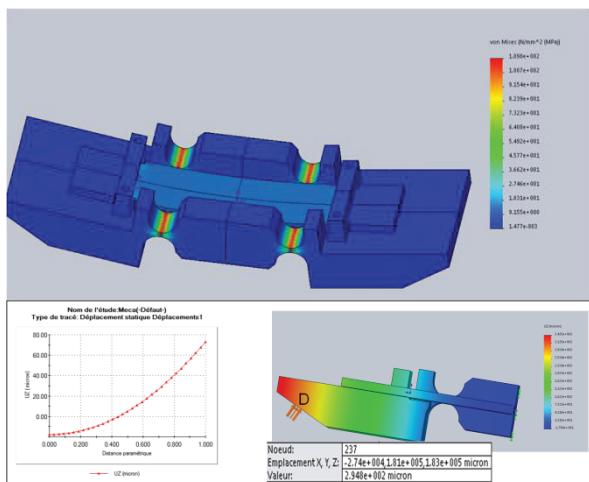 von Mises (N/mm^2 (MPa))
1.098e+002
1.007e+002
9.154e+001
8.239e+001
7.323e+001
6.408e+001
5.492e+001
4.577e+001
3.662e+001
2.746e+001
1.831e+001
9.155e+000
1.477e-003
Nom de l'étude:Meca(-Défaut-)
Type de tracé: Déplacement statique Déplacements1
80.00
60.00
40.00
20.00
0.00
UZ (micron)
0.000 0.200 0.400 0.600 0.800 1.000
Distance paramétrique
UZ (micron)
UZ (micron)
D
Noeud: 237
Emplacement X, Y, Z: -2.74e+004,1.81e+005,1.83e+005 micron
Valeur: 2.948e+002 micron